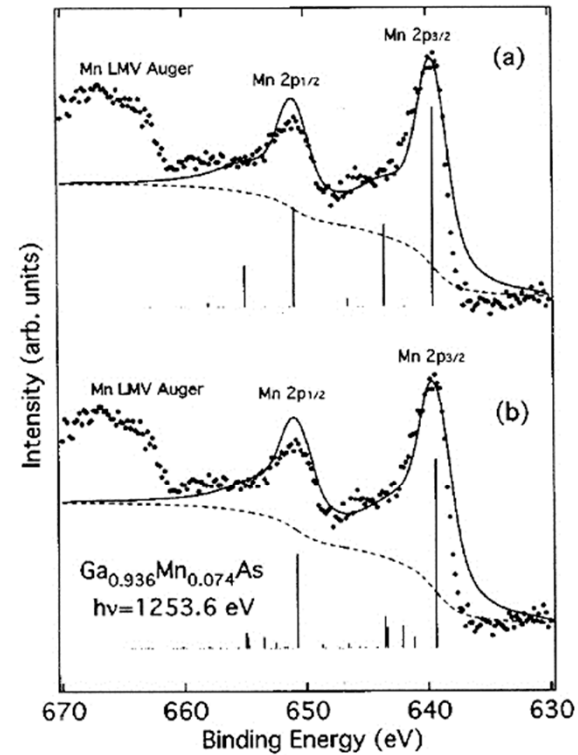 Mn 2p3/2
(a)
Mn LMV Auger
Mn 2p1/2
Mn 2p3/2
Mn LMV Auger
Mn 2p1/2
(b)
Ga0.936Mn0.074As
hν=1253.6 eV
Intensity (arb. units)
670 660 650 640 630
Binding Energy (eV)